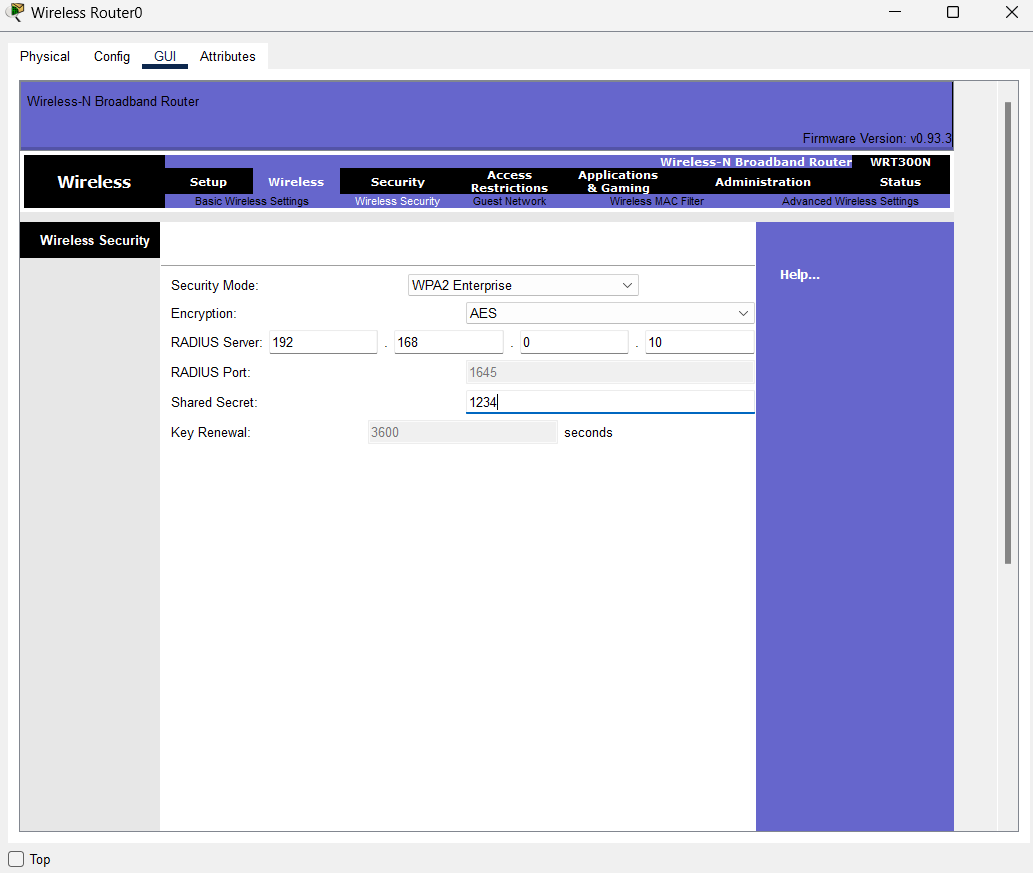 Wireless Router0
Physical Config GUI Attributes
Wireless-N Broadband Router
Firmware Version: v0.93.3
Wireless-N Broadband Router WRT300N
Wireless
Setup Wireless Security Access Restrictions Applications & Gaming Administration Status
Basic Wireless Settings Wireless Security Guest Network Wireless MAC Filter Advanced Wireless Settings
Wireless Security
Help...
Security Mode: WPA2 Enterprise
Encryption: AES
RADIUS Server: 192 . 168 . 0 . 10
RADIUS Port: 1645
Shared Secret: 1234
Key Renewal: 3600 seconds
Top